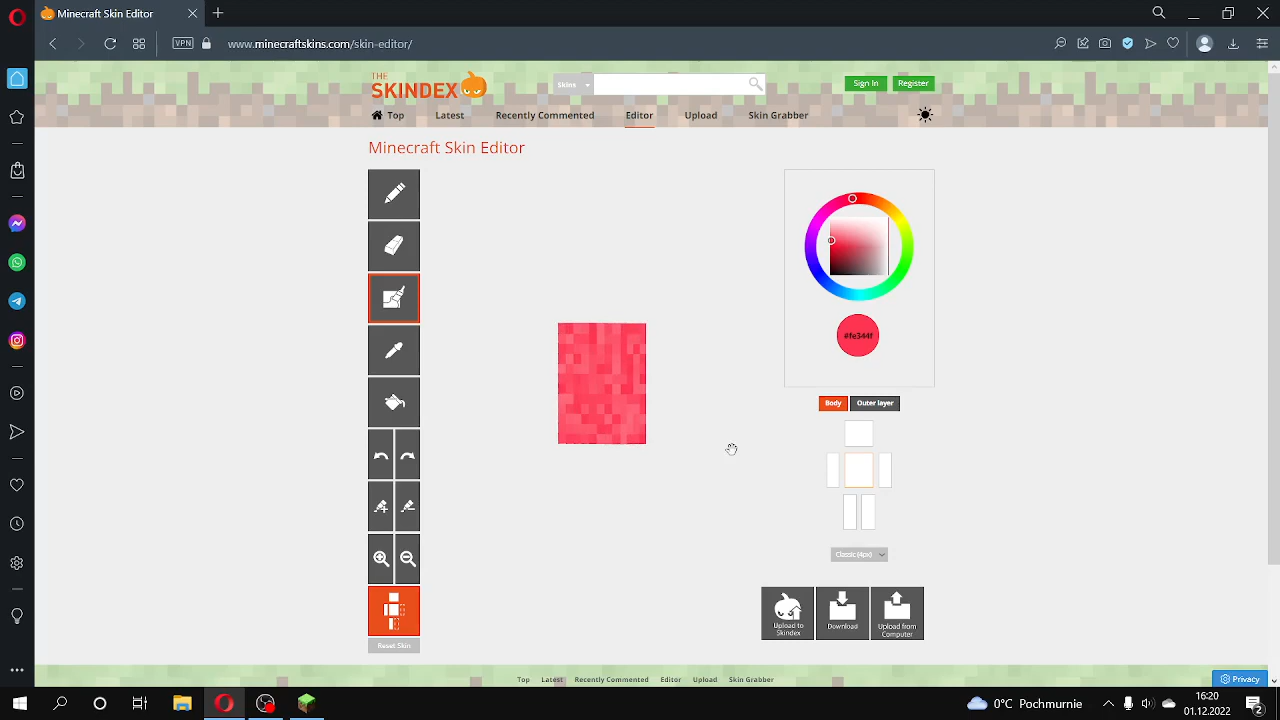 Minecraft Skin Editor
VPN
www.minecraftskins.com/skin-editor/
THE
SKINDEX
Skins
Sign In
Register
Top
Latest
Recently Commented
Editor
Upload
Skin Grabber
Minecraft Skin Editor
#fe344f
Body
Outer layer
Classic (4px)
Upload to
Skindex
Download
Upload from
Computer
Reset Skin
Top
Latest
Recently Commented
Editor
Upload
Skin Grabber
Privacy
0°C Pochmurnie
16:20
01.12.2022
2